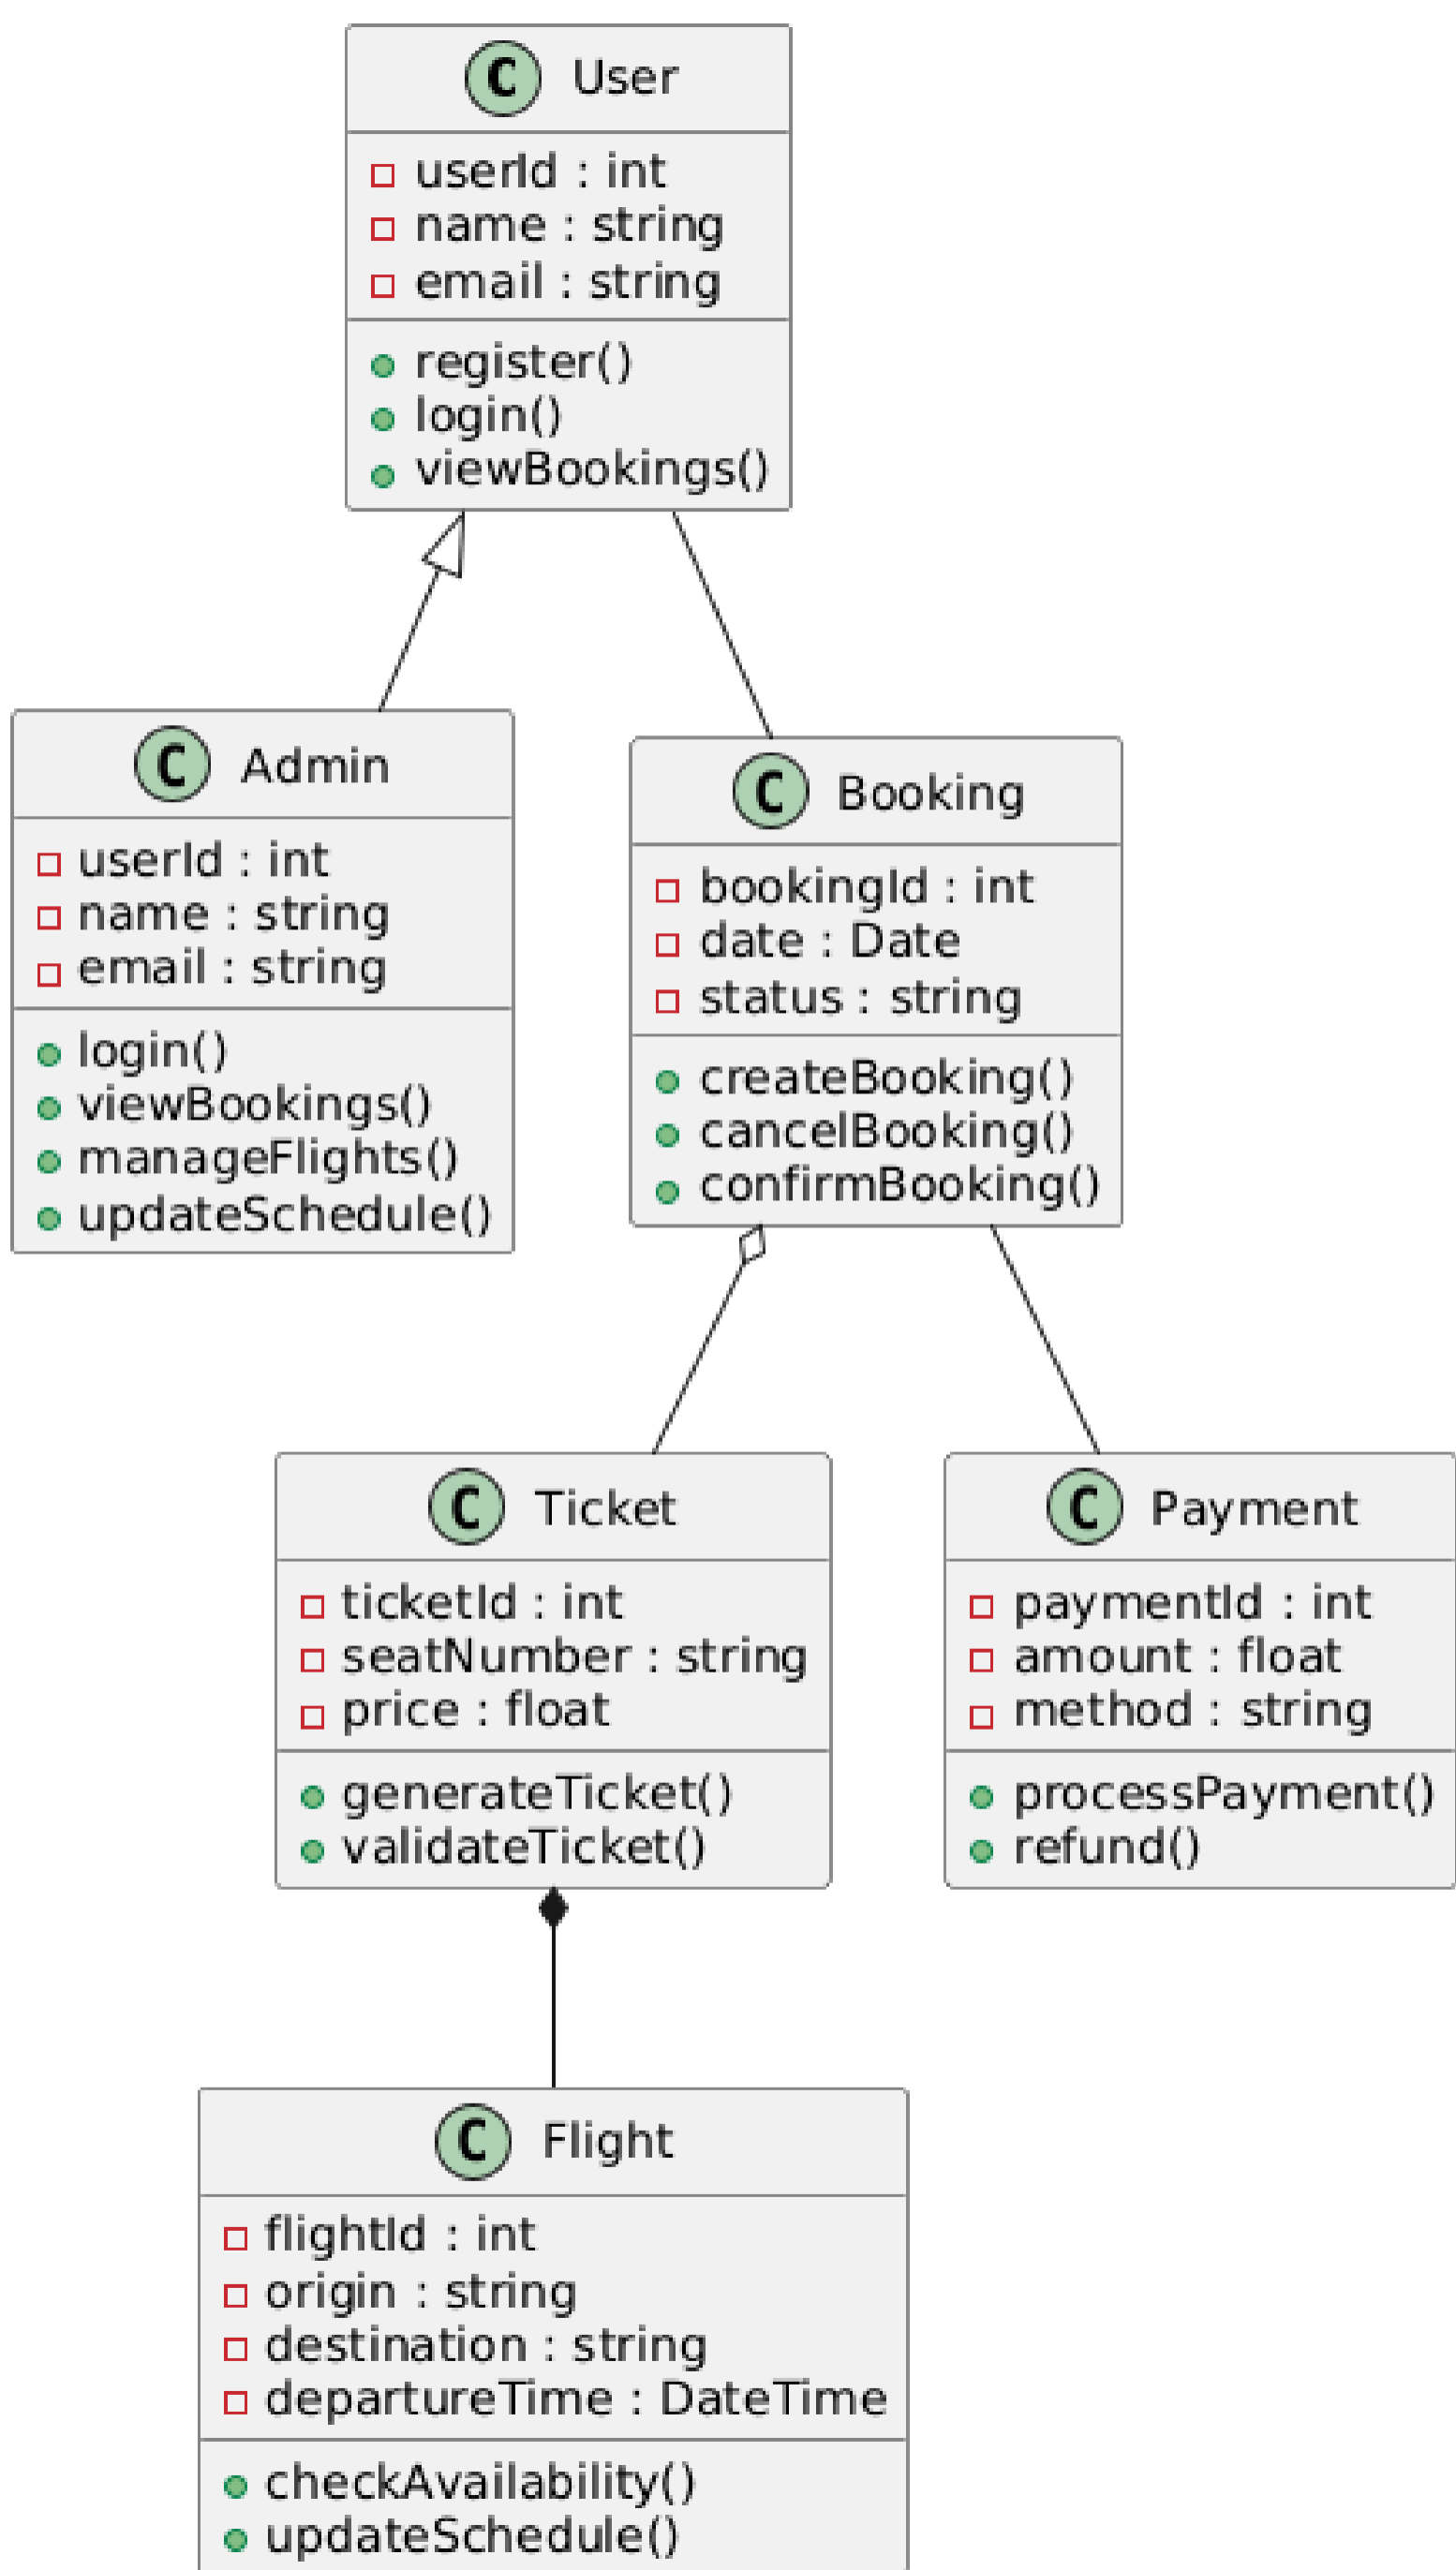 C User
userId : int
name : string
email : string
register()
login()
viewBookings()
C Admin
userId : int
name : string
email : string
login()
viewBookings()
manageFlights()
updateSchedule()
C Booking
bookingId : int
date : Date
status : string
createBooking()
cancelBooking()
confirmBooking()
C Ticket
ticketId : int
seatNumber : string
price : float
generateTicket()
validateTicket()
C Payment
paymentId : int
amount : float
method : string
processPayment()
refund()
C Flight
flightId : int
origin : string
destination : string
departureTime : DateTime
checkAvailability()
updateSchedule()